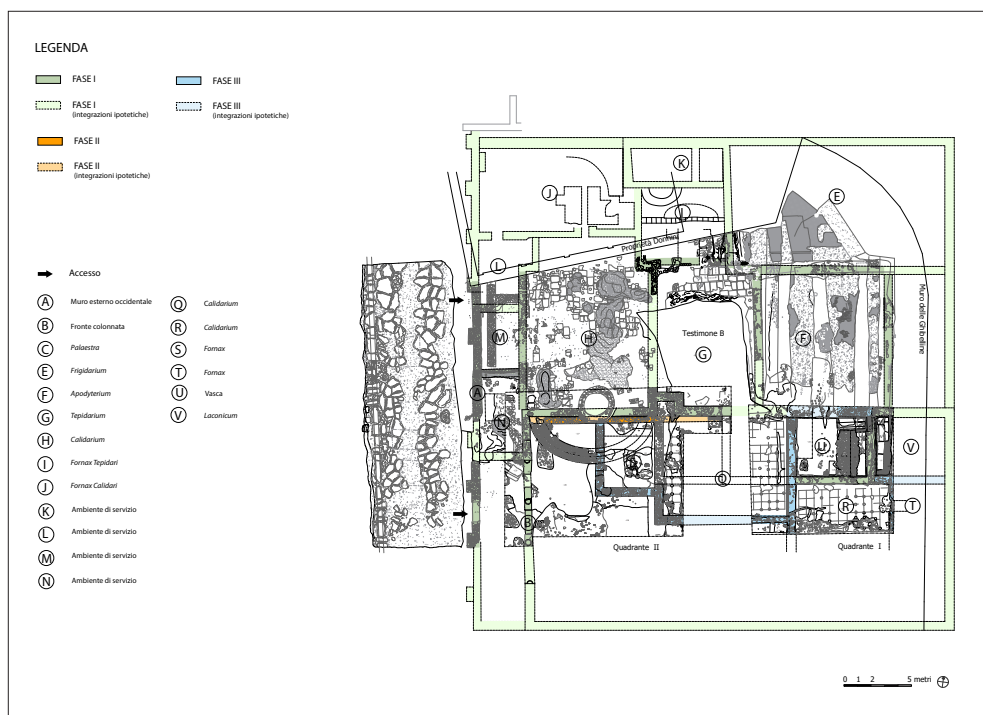 LEGENDA
FASE I
FASE I
(integrazioni ipotetiche)
FASE II
FASE II
(integrazioni ipotetiche)
FASE III
FASE III
(integrazioni ipotetiche)
Accesso
A Muro esterno occidentale
B Fronte colonnata
C Palaestra
E Frigidarium
F Apodyterium
G Tepidarium
H Calidarium
I Fornax Tepidari
J Fornax Calidari
K Ambiente di servizio
L Ambiente di servizio
M Ambiente di servizio
N Ambiente di servizio
Q Calidarium
R Calidarium
S Fornax
T Fornax
U Vasca
V Laconicum
K
J
I
E
Proprietà Donnini
L
M
H
Testimone B
G
F
Muro delle Ghibelline
A
N
U
V
Q
B
R
T
Quadrante II
Quadrante I
0 1 2 5 metri